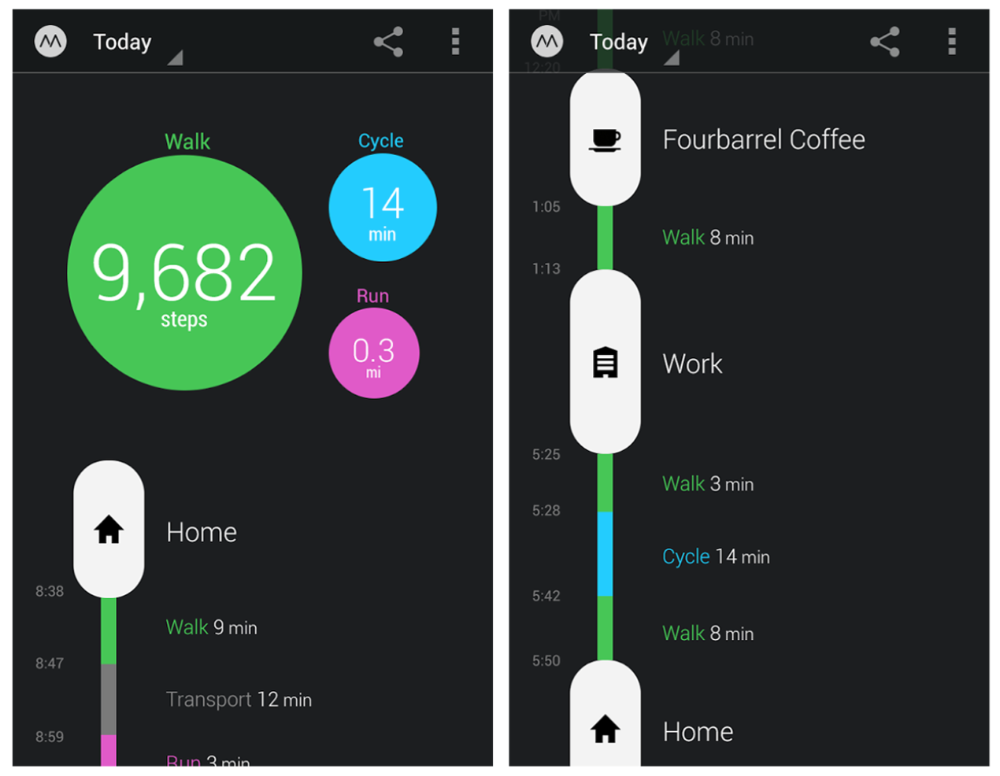 Today
Walk
9,682
steps
Cycle
14
min
Run
0.3
mi
Home
8:38
Walk 9 min
8:47
Transport 12 min
8:59
Run 3 min
PM
Today
Walk 8 min
12:20
Fourbarrel Coffee
1:05
Walk 8 min
1:13
Work
5:25
Walk 3 min
5:28
Cycle 14 min
5:42
Walk 8 min
5:50
Home